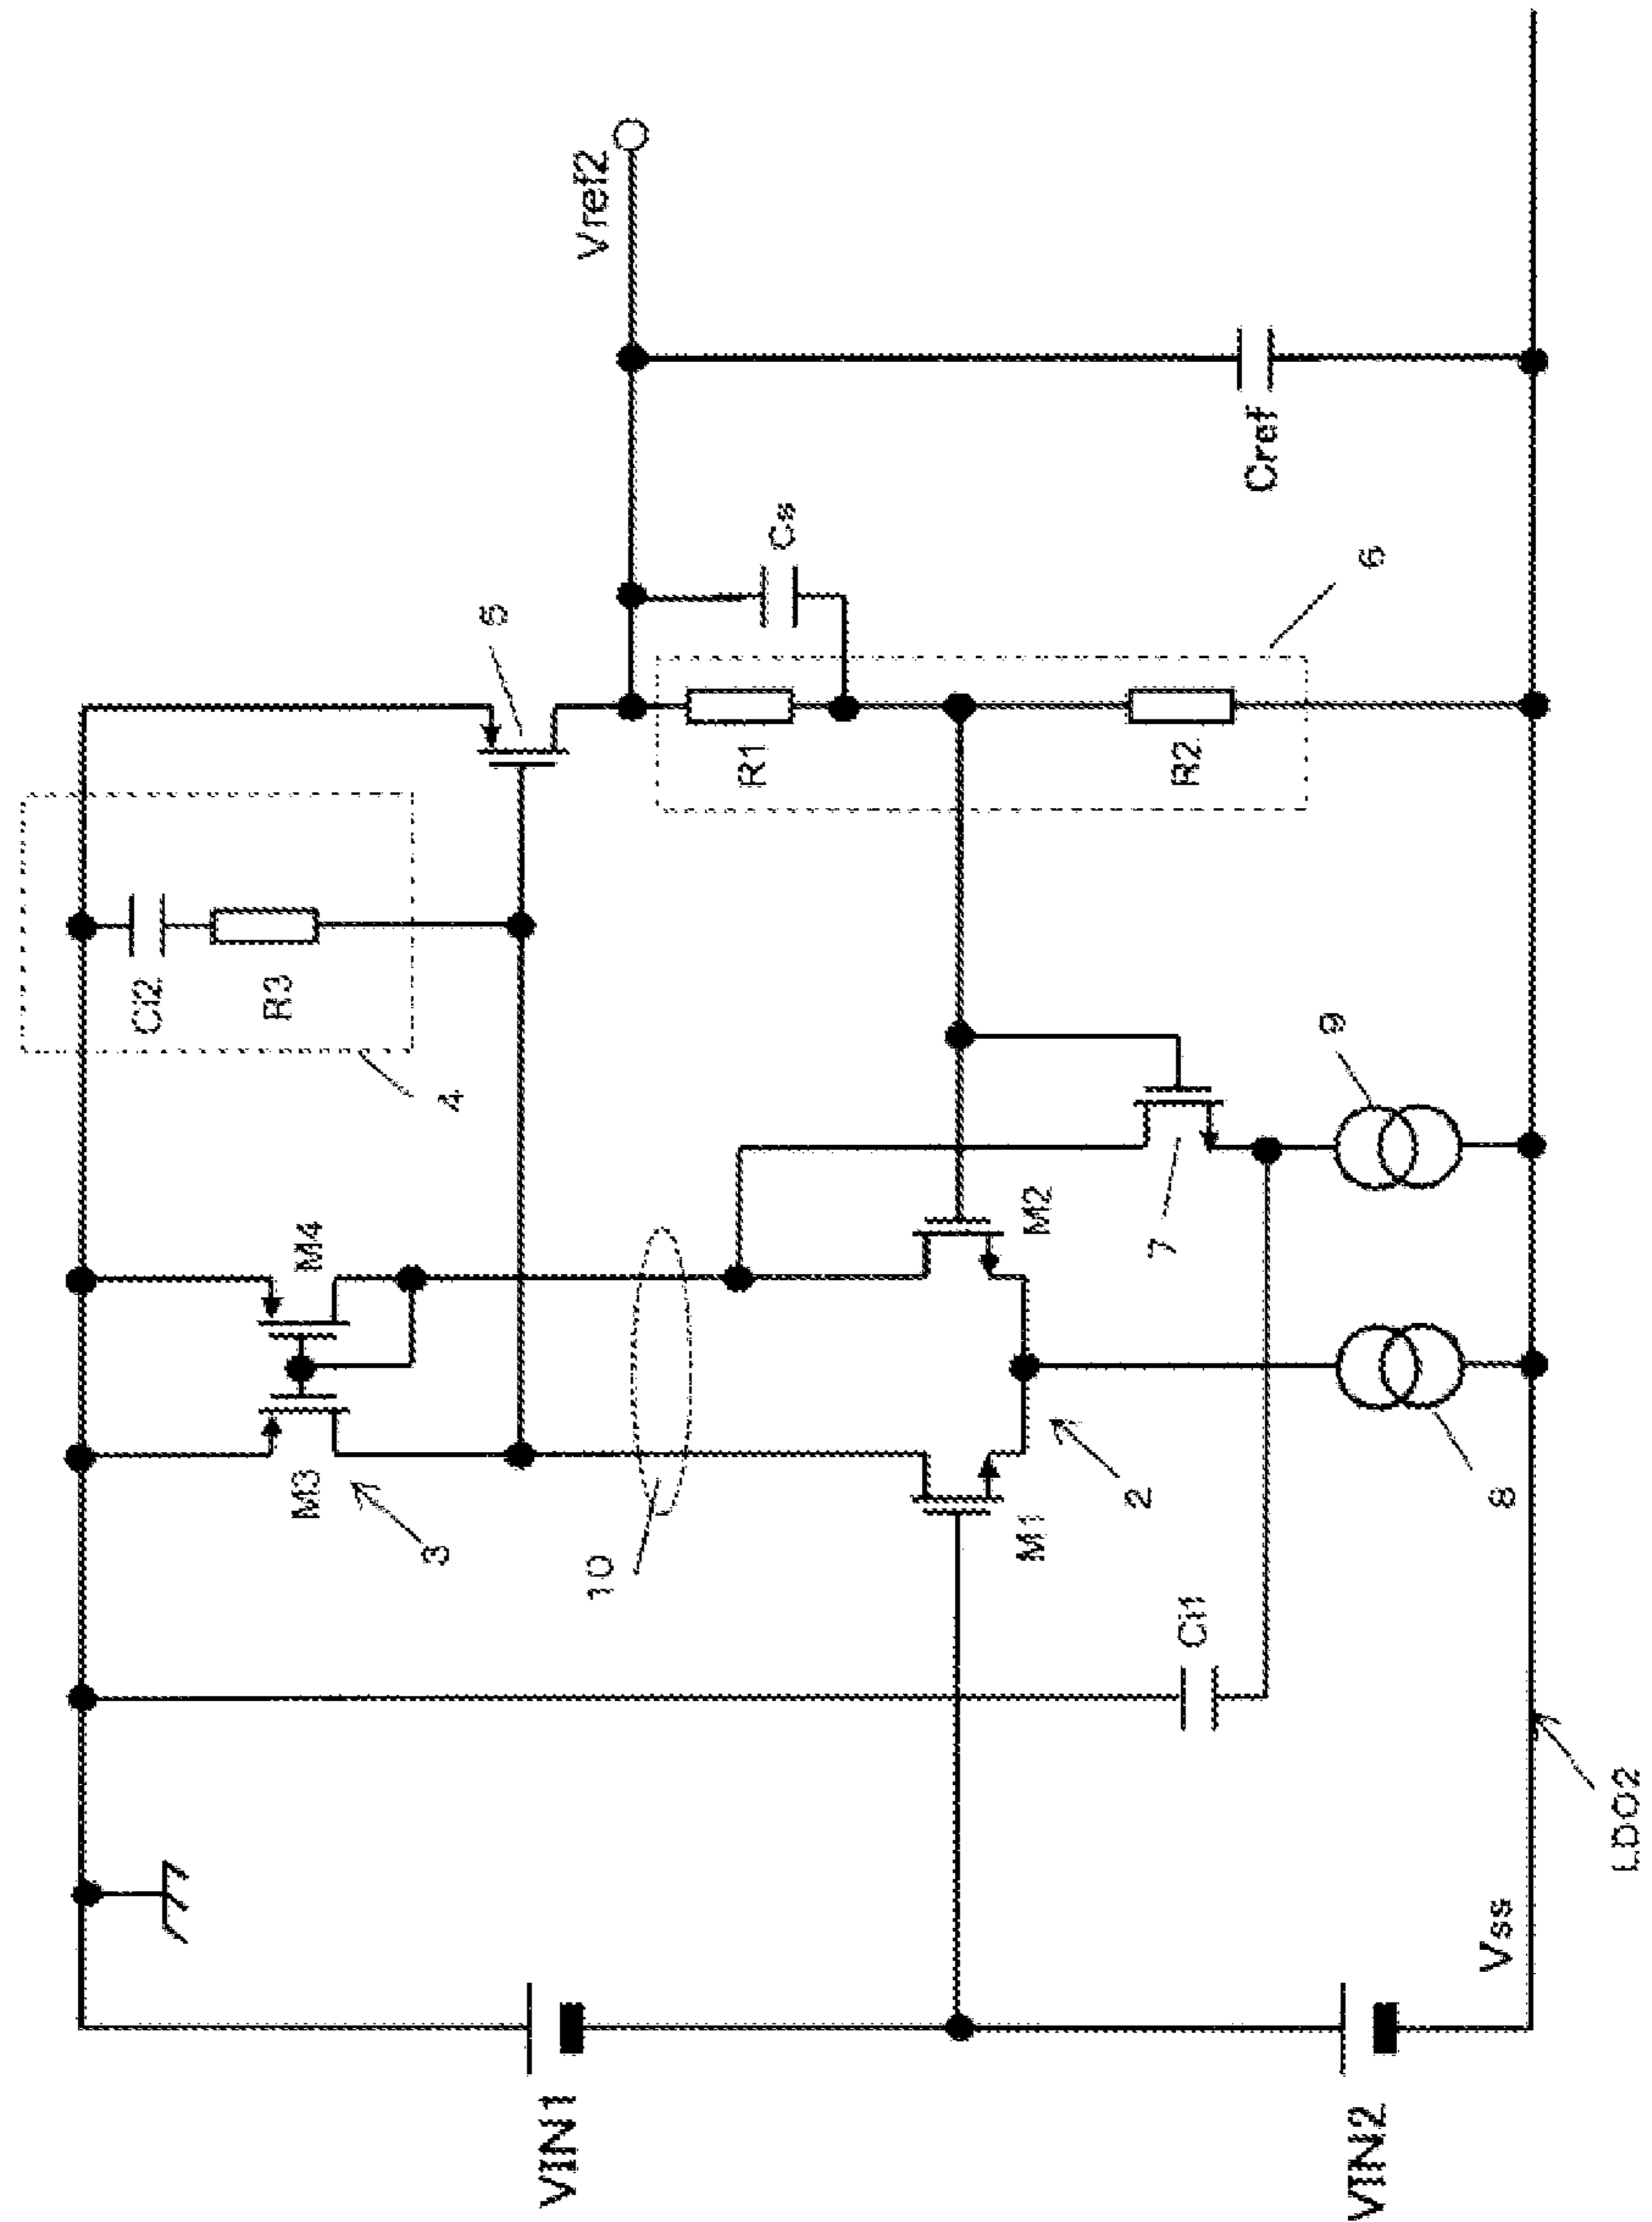 Vref2
Cref
Cs
5
6
R1
R2
Ci2
R3
4
9
M4
M2
7
M3
3
10
M1
2
8
Ci1
Vss
LDO2
VIN1
VIN2